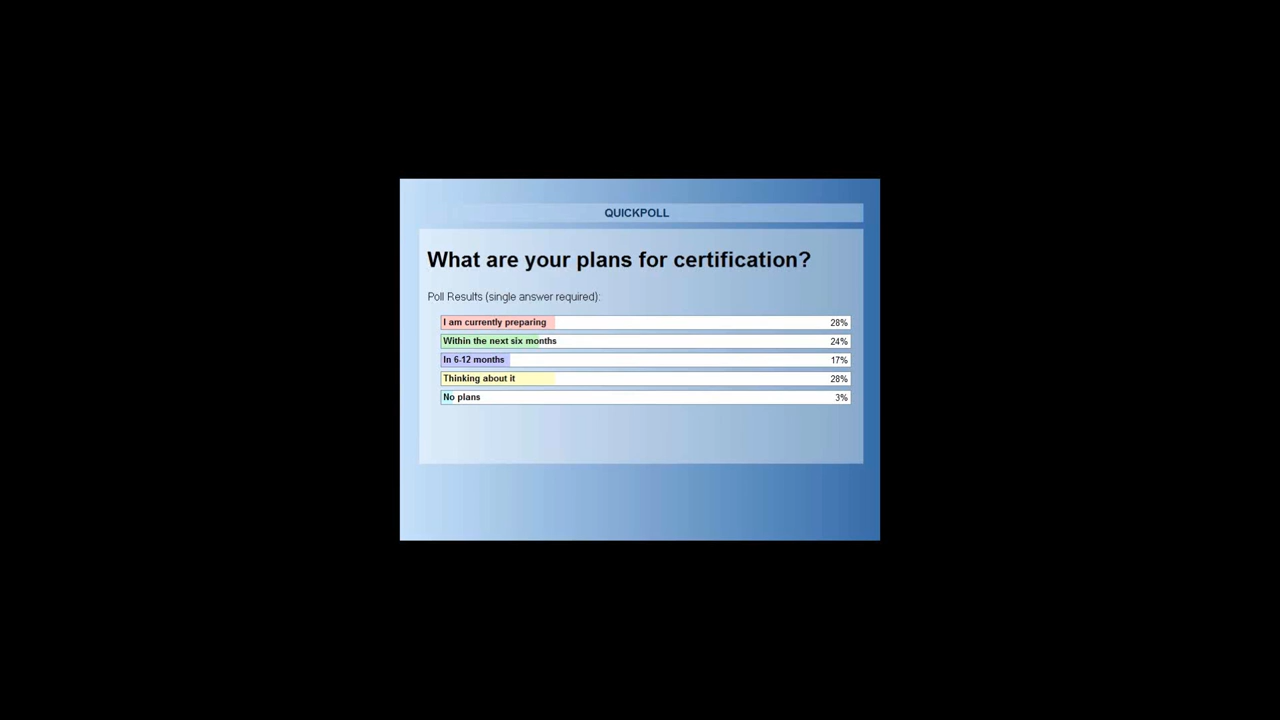 QUICKPOLL
What are your plans for certification?
Poll Results (single answer required):
I am currently preparing 28%
Within the next six months 24%
In 6-12 months 17%
Thinking about it 28%
No plans 3%